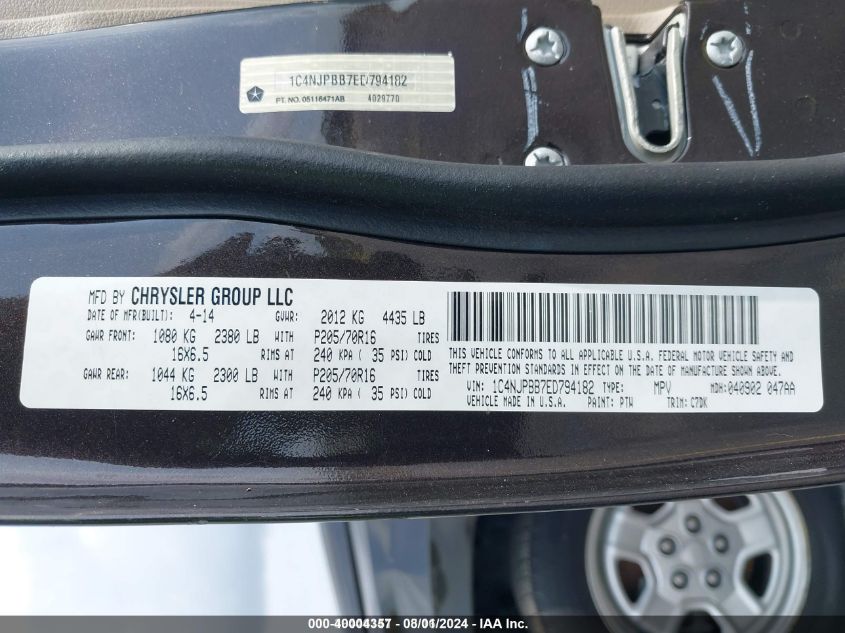 1C4NJPBB7ED794182
PT. NO. 05116471AB 4029770
MFD BY CHRYSLER GROUP LLC
DATE OF MFR(BUILT): 4-14 GVWR: 2012 KG 4435 LB
GAWR FRONT: 1080 KG 2380 LB WITH P205/70R16 TIRES
16X6.5 RIMS AT 240 KPA ( 35 PSI) COLD
GAWR REAR: 1044 KG 2300 LB WITH P205/70R16 TIRES
16X6.5 RIMS AT 240 KPA ( 35 PSI) COLD
THIS VEHICLE CONFORMS TO ALL APPLICABLE U.S.A. FEDERAL MOTOR VEHICLE SAFETY AND
THEFT PREVENTION STANDARDS IN EFFECT ON THE DATE OF MANUFACTURE SHOWN ABOVE.
VIN: 1C4NJPBB7ED794182 TYPE: MPV MDH: 040902 047AA
VEHICLE MADE IN U.S.A. PAINT: PTW TRIM: C7DK
000-40004357 - 08/01/2024 - IAA Inc.